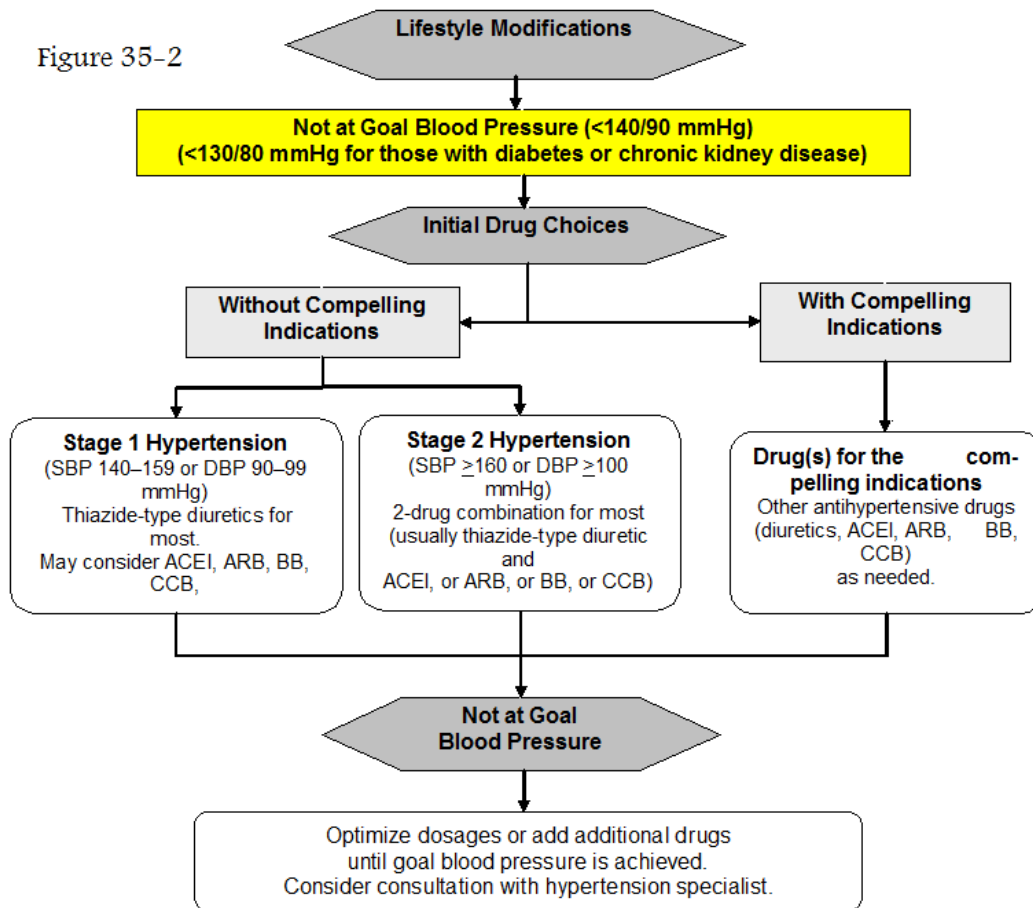 Figure 35-2
Lifestyle Modifications
Not at Goal Blood Pressure (<140/90 mmHg)
(<130/80 mmHg for those with diabetes or chronic kidney disease)
Initial Drug Choices
Without Compelling
Indications
With Compelling
Indications
Stage 1 Hypertension
(SBP 140–159 or DBP 90–99
mmHg)
Thiazide-type diuretics for
most.
May consider ACEI, ARB, BB,
CCB,
Stage 2 Hypertension
(SBP ≥160 or DBP ≥100
mmHg)
2-drug combination for most
(usually thiazide-type diuretic
and
ACEI, or ARB, or BB, or CCB)
Drug(s) for the com-
pelling indications
Other antihypertensive drugs
(diuretics, ACEI, ARB, BB,
CCB)
as needed.
Not at Goal
Blood Pressure
Optimize dosages or add additional drugs
until goal blood pressure is achieved.
Consider consultation with hypertension specialist.